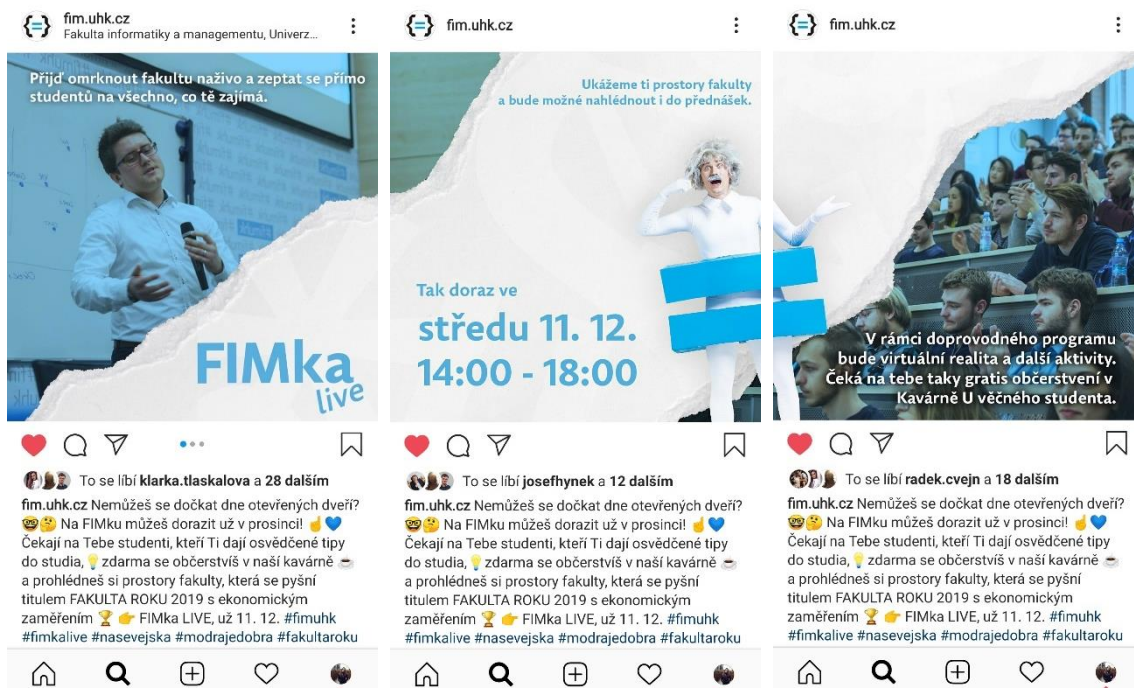 fim.uhk.cz
Fakulta informatiky a managementu, Univerz...
Přijď omrknout fakultu naživo a zeptat se přímo
studentů na všechno, co tě zajímá.
FIMka
live
To se líbí klarka.tlaskalova a 28 dalším
fim.uhk.cz Nemůžeš se dočkat dne otevřených dveří?
🤓🤔 Na FIMku můžeš dorazit už v prosinci! ☝️💙
Čekají na Tebe studenti, kteří Ti dají osvědčené tipy
do studia,💡 zdarma se občerstvíš v naší kavárně ☕
a prohlédneš si prostory fakulty, která se pyšní
titulem FAKULTA ROKU 2019 s ekonomickým
zaměřením 🏆 👉 FIMka LIVE, už 11. 12. #fimuhk
#fimkalive #nasevejska #modrajedobra #fakultaroku
fim.uhk.cz
Ukážeme ti prostory fakulty
a bude možné nahlédnout i do přednášek.
Tak doraz ve
středu 11. 12.
14:00 - 18:00
To se líbí josefhynek a 12 dalším
fim.uhk.cz Nemůžeš se dočkat dne otevřených dveří?
🤓🤔 Na FIMku můžeš dorazit už v prosinci! ☝️💙
Čekají na Tebe studenti, kteří Ti dají osvědčené tipy
do studia,💡 zdarma se občerstvíš v naší kavárně ☕
a prohlédneš si prostory fakulty, která se pyšní
titulem FAKULTA ROKU 2019 s ekonomickým
zaměřením 🏆 👉 FIMka LIVE, už 11. 12. #fimuhk
#fimkalive #nasevejska #modrajedobra #fakultaroku
fim.uhk.cz
V rámci doprovodného programu
bude virtuální realita a další aktivity.
Čeká na tebe taky gratis občerstvení v
Kavárně U věčného studenta.
To se líbí radek.cvejn a 18 dalším
fim.uhk.cz Nemůžeš se dočkat dne otevřených dveří?
🤓🤔 Na FIMku můžeš dorazit už v prosinci! ☝️💙
Čekají na Tebe studenti, kteří Ti dají osvědčené tipy
do studia,💡 zdarma se občerstvíš v naší kavárně ☕
a prohlédneš si prostory fakulty, která se pyšní
titulem FAKULTA ROKU 2019 s ekonomickým
zaměřením 🏆 👉 FIMka LIVE, už 11. 12. #fimuhk
#fimkalive #nasevejska #modrajedobra #fakultaroku